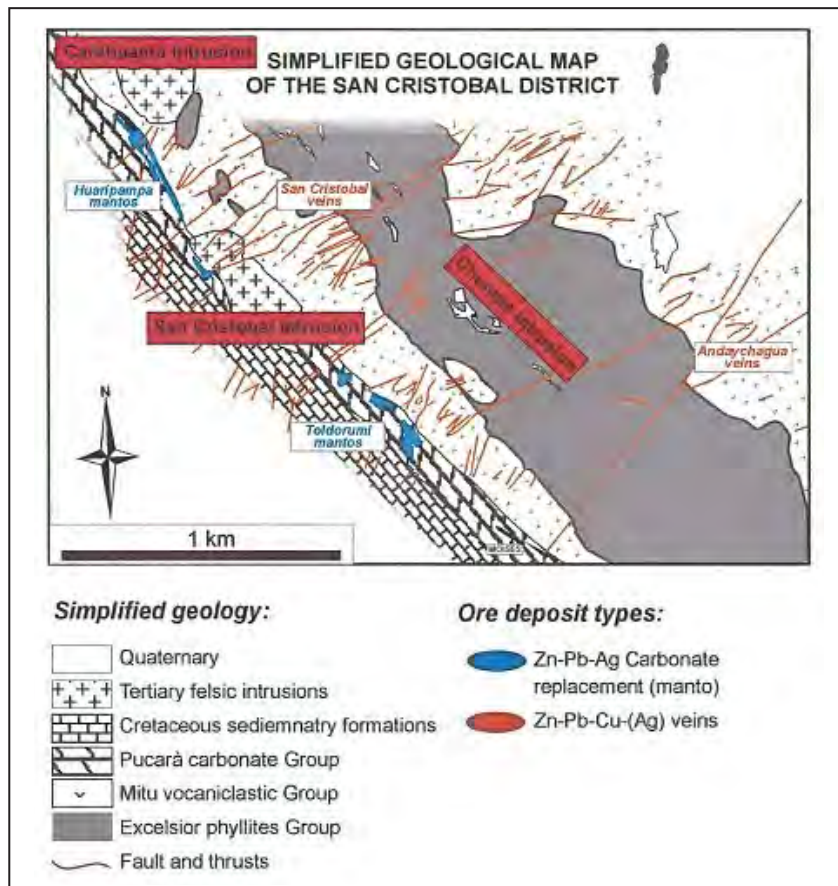 Carahuanra intrusion
SIMPLIFIED GEOLOGICAL MAP
OF THE SAN CRISTOBAL DISTRICT
Huaripampa
mantos
San Cristobal
veins
Chumpe intrusion
San Cristobal intrusion
Andaychagua
veins
Toldorumi
mantos
N
1 km
Simplified geology:
Quaternary
Tertiary felsic intrusions
Cretaceous sediemnatry formations
Pucarà carbonate Group
Mitu vocaniclastic Group
Excelsior phyllites Group
Fault and thrusts
Ore deposit types:
Zn-Pb-Ag Carbonate
replacement (manto)
Zn-Pb-Cu-(Ag) veins